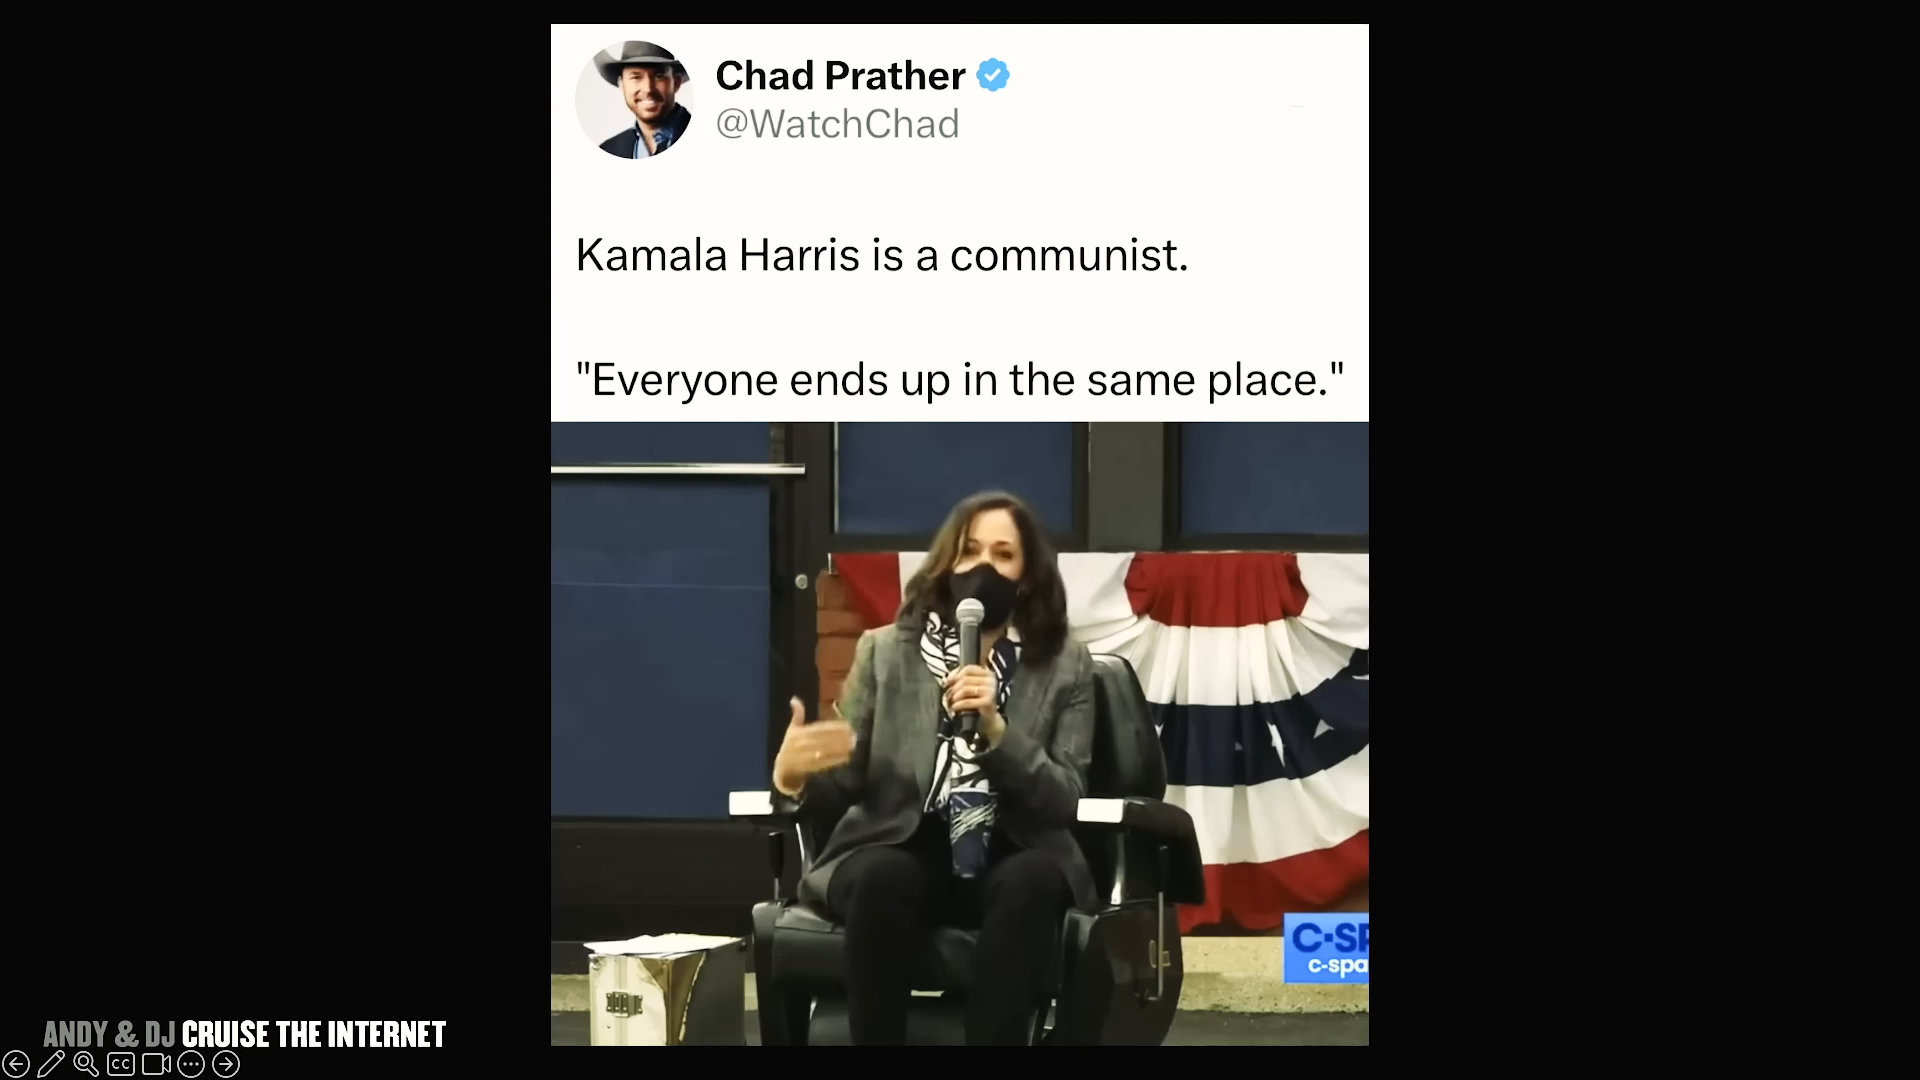 Chad Prather
@WatchChad
Kamala Harris is a communist.
"Everyone ends up in the same place."
C-SP
c-spa
ANDY & DJ CRUISE THE INTERNET
CC